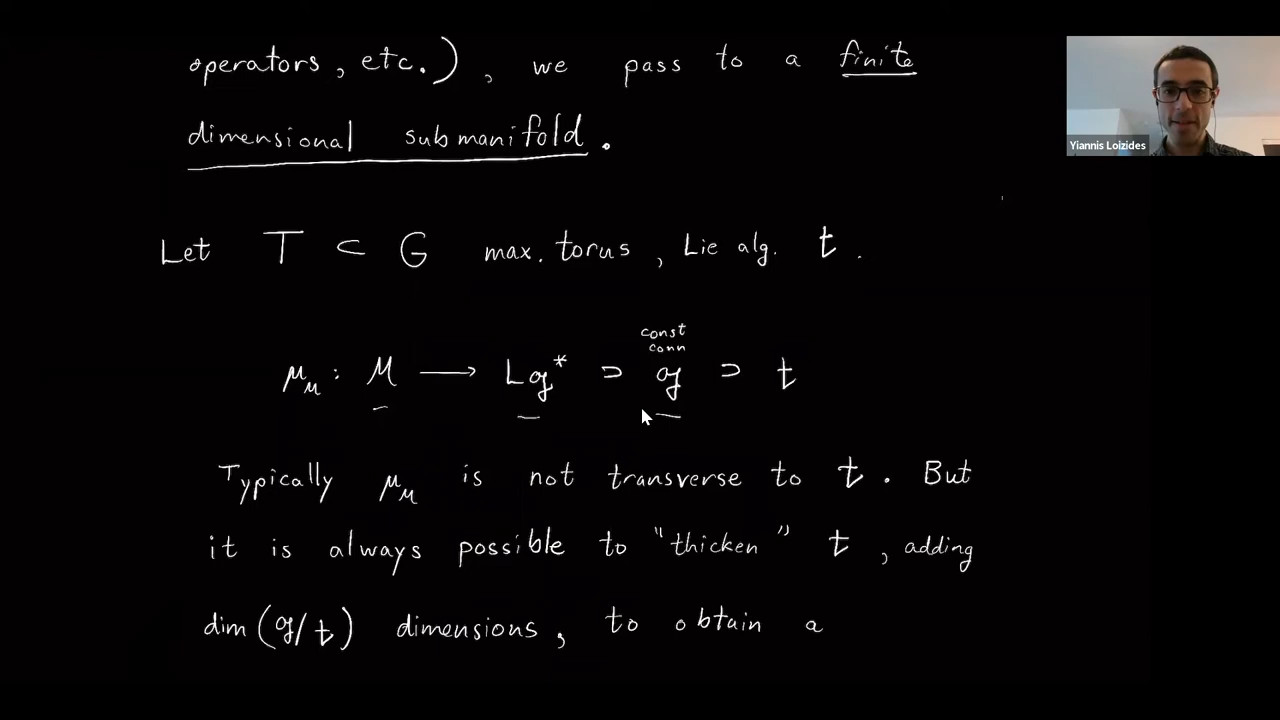 operators, etc.), we pass to a finite
dimensional submanifold.
Yiannis Loizides
Let T ⊂ G max. torus, Lie alg. 𝔱.
const
conn
μ_M : M ⟶ L𝔤* ⊃ 𝔤 ⊃ 𝔱
Typically μ_M is not transverse to 𝔱. But
it is always possible to "thicken" 𝔱, adding
dim(𝔤/𝔱) dimensions, to obtain a